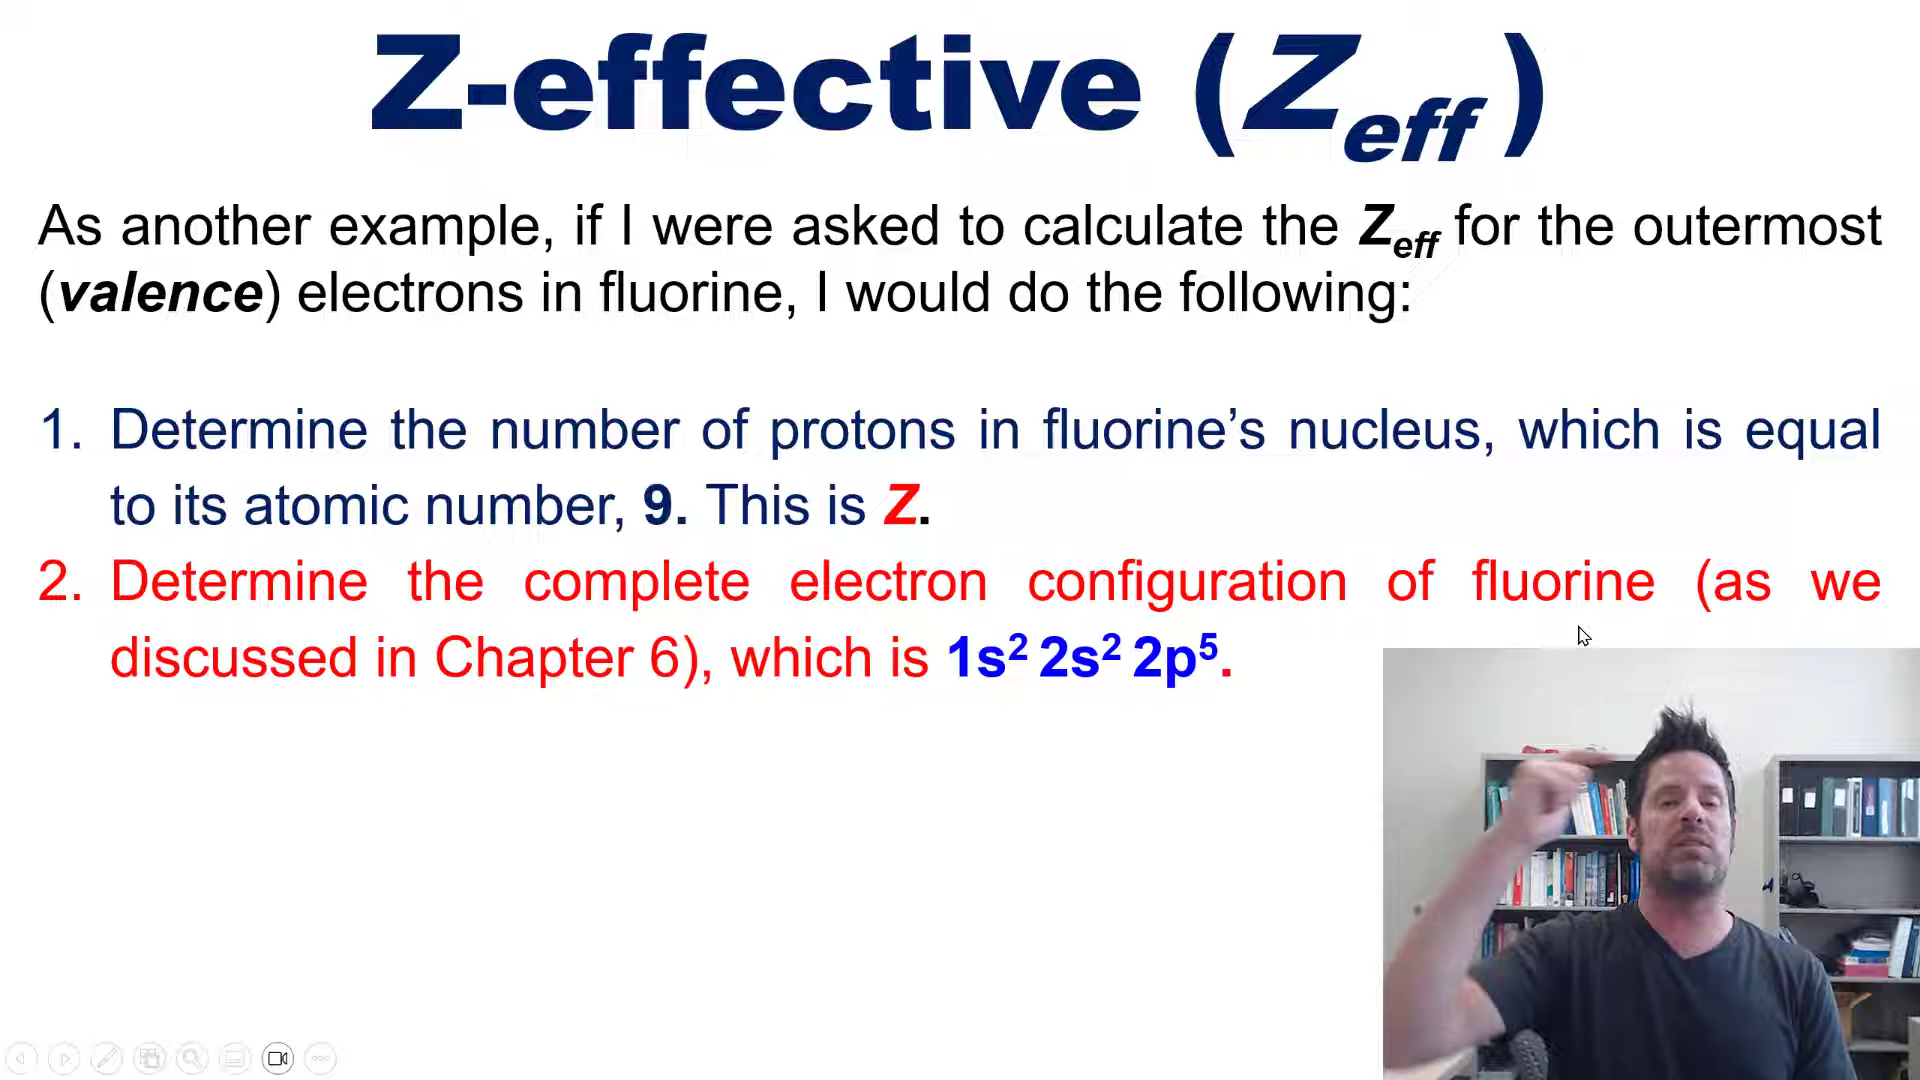 Z-effective (Zeff )
As another example, if I were asked to calculate the Zeff for the outermost
(valence) electrons in fluorine, I would do the following:
1. Determine the number of protons in fluorine’s nucleus, which is equal
to its atomic number, 9. This is Z.
2. Determine the complete electron configuration of fluorine (as we
discussed in Chapter 6), which is 1s² 2s² 2p⁵.